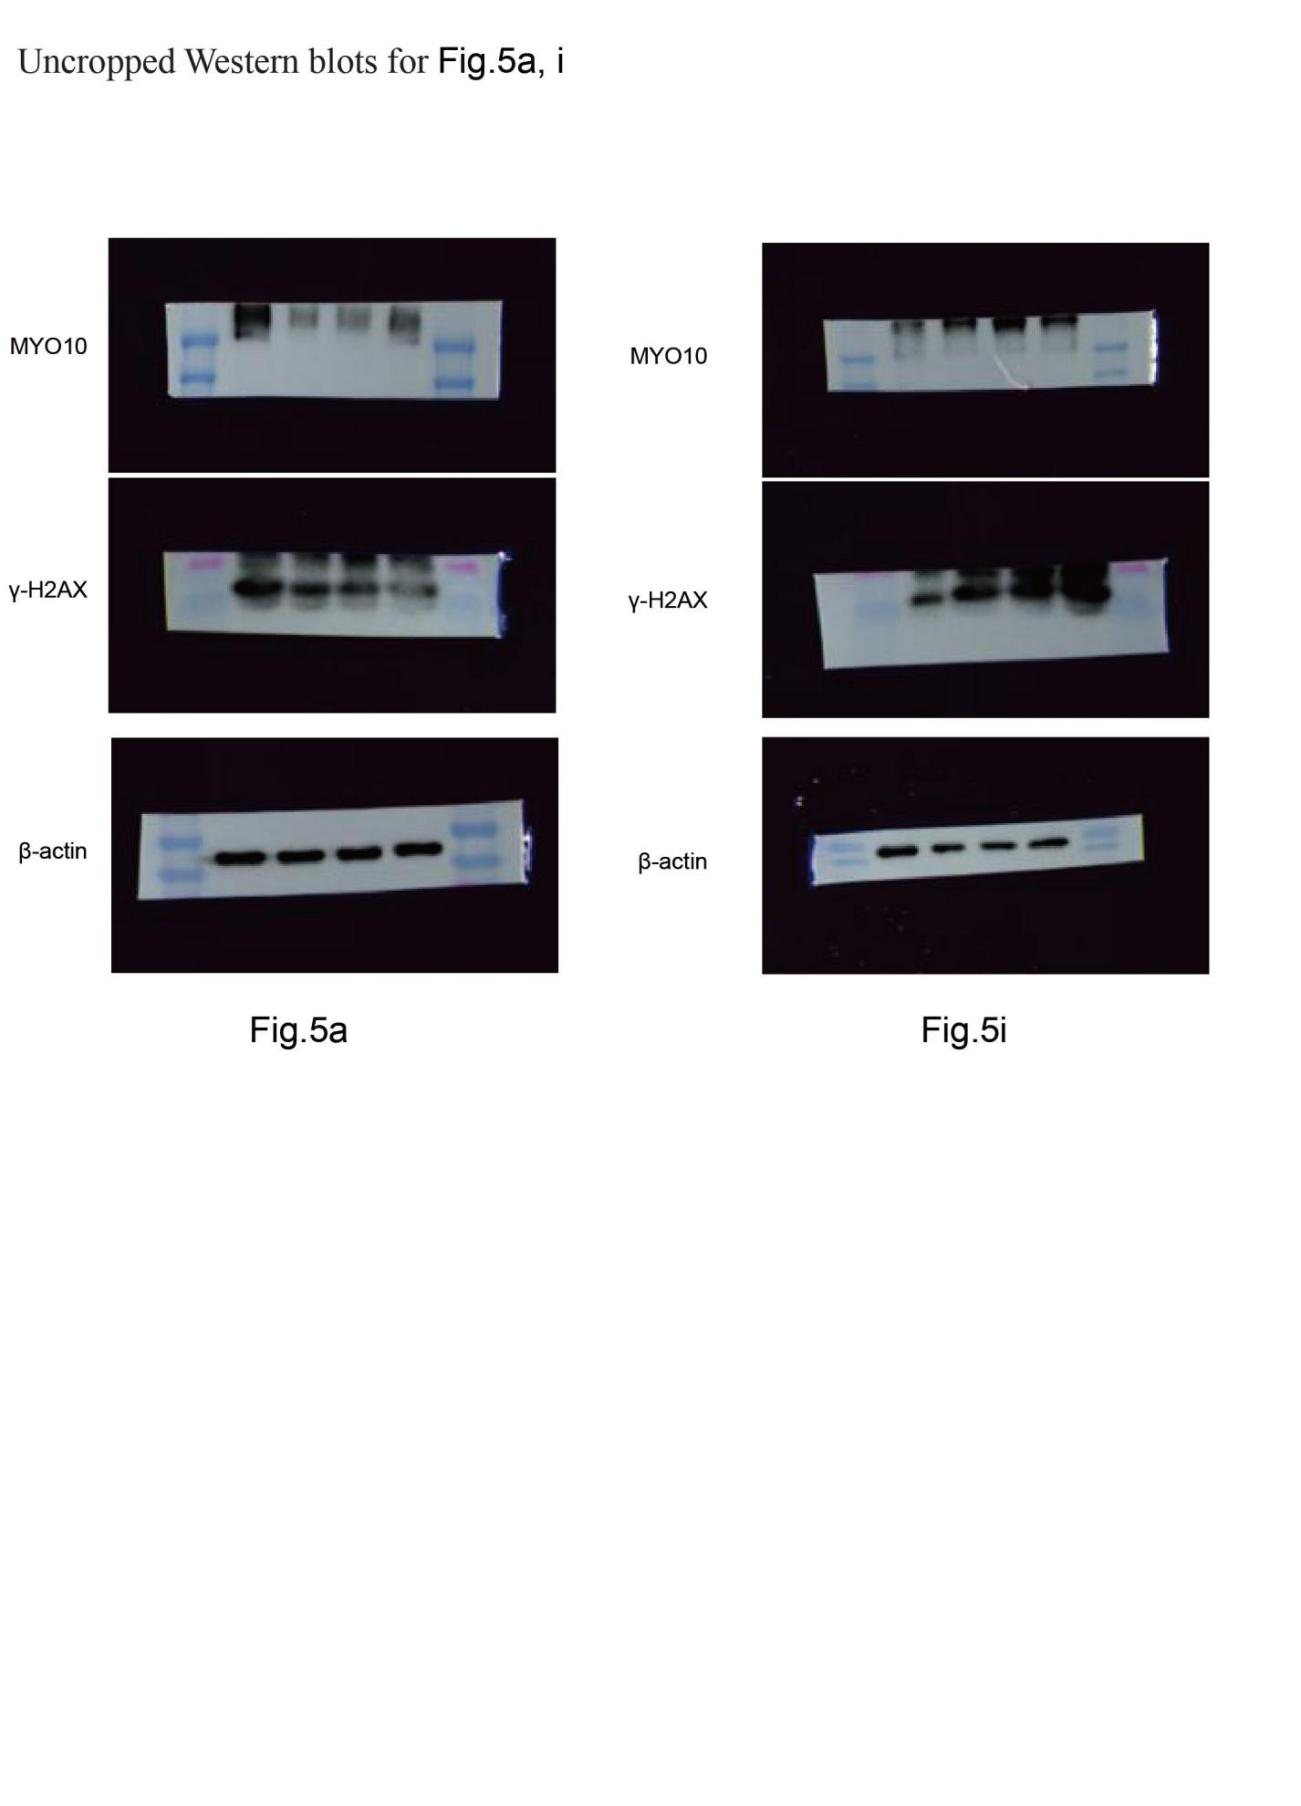 Uncropped Western blots for Fig.5a, i
MYO10
MYO10
γ-H2AX
γ-H2AX
β-actin
β-actin
Fig.5a
Fig.5i